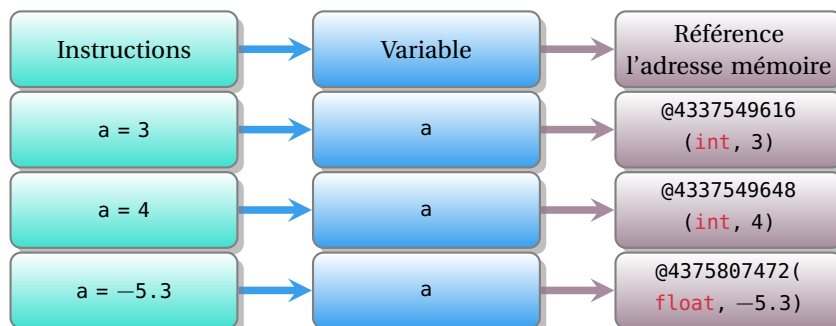 Instructions
Variable
Référence
l'adresse mémoire
a = 3
a
@4337549616
(int, 3)
a = 4
a
@4337549648
(int, 4)
a = −5.3
a
@4375807472(
float, −5.3)